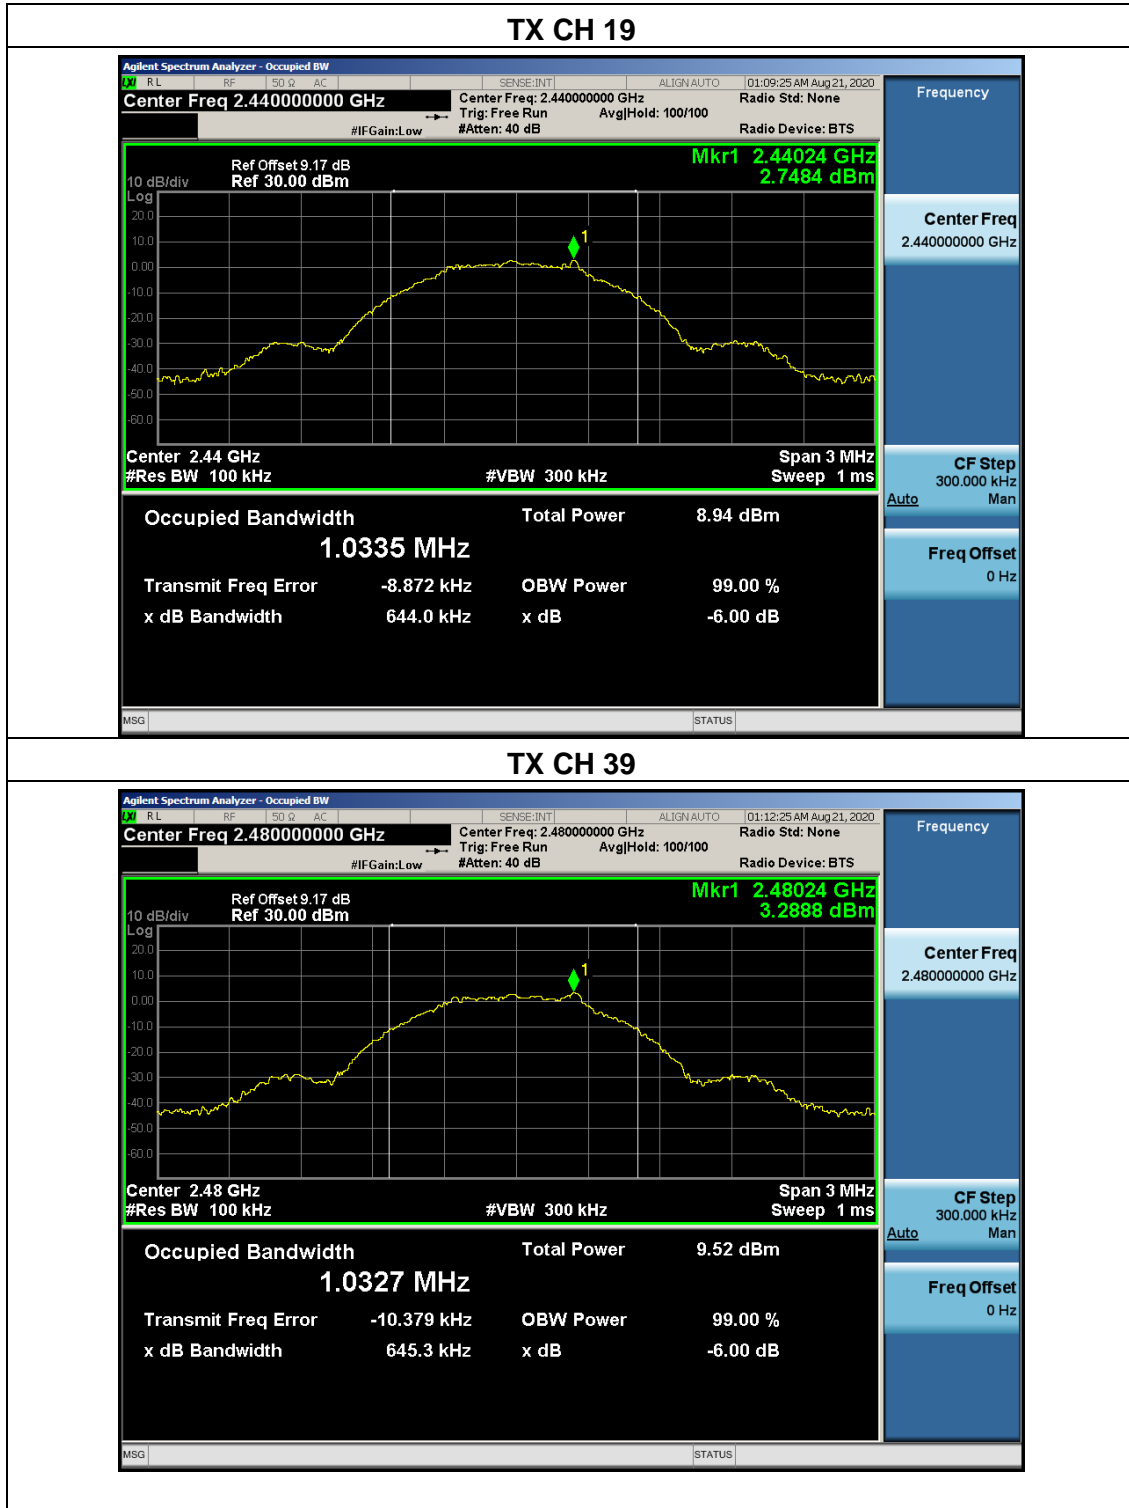 TX CH 19
Agilent Spectrum Analyzer - Occupied BW
LXI RL RF 50 Ω AC SENSE:INT ALIGN AUTO 01:09:25 AM Aug 21, 2020
Center Freq 2.440000000 GHz
Center Freq: 2.440000000 GHz
Radio Std: None
Trig: Free Run Avg|Hold: 100/100
#IFGain:Low
#Atten: 40 dB
Radio Device: BTS
Frequency
Mkr1 2.44024 GHz
2.7484 dBm
Ref Offset 9.17 dB
10 dB/div Ref 30.00 dBm
Log
20.0
10.0
0.00
-10.0
-20.0
-30.0
-40.0
-50.0
-60.0
1
Center Freq
2.440000000 GHz
Center 2.44 GHz Span 3 MHz
#Res BW 100 kHz #VBW 300 kHz Sweep 1 ms
CF Step
300.000 kHz
Auto Man
Occupied Bandwidth Total Power 8.94 dBm
1.0335 MHz
Transmit Freq Error -8.872 kHz OBW Power 99.00 %
x dB Bandwidth 644.0 kHz x dB -6.00 dB
Freq Offset
0 Hz
MSG STATUS
TX CH 39
Agilent Spectrum Analyzer - Occupied BW
LXI RL RF 50 Ω AC SENSE:INT ALIGN AUTO 01:12:25 AM Aug 21, 2020
Center Freq 2.480000000 GHz
Center Freq: 2.480000000 GHz
Radio Std: None
Trig: Free Run Avg|Hold: 100/100
#IFGain:Low
#Atten: 40 dB
Radio Device: BTS
Frequency
Mkr1 2.48024 GHz
3.2888 dBm
Ref Offset 9.17 dB
10 dB/div Ref 30.00 dBm
Log
20.0
10.0
0.00
-10.0
-20.0
-30.0
-40.0
-50.0
-60.0
1
Center Freq
2.480000000 GHz
Center 2.48 GHz Span 3 MHz
#Res BW 100 kHz #VBW 300 kHz Sweep 1 ms
CF Step
300.000 kHz
Auto Man
Occupied Bandwidth Total Power 9.52 dBm
1.0327 MHz
Transmit Freq Error -10.379 kHz OBW Power 99.00 %
x dB Bandwidth 645.3 kHz x dB -6.00 dB
Freq Offset
0 Hz
MSG STATUS